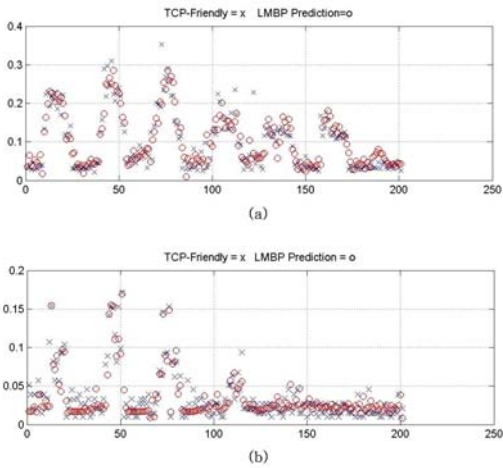 TCP-Friendly = x LMBP Prediction=o
0.4
0.3
0.2
0.1
0
0 50 100 150 200 250
(a)
TCP-Friendly = x LMBP Prediction = o
0.2
0.15
0.1
0.05
0
0 50 100 150 200 250
(b)